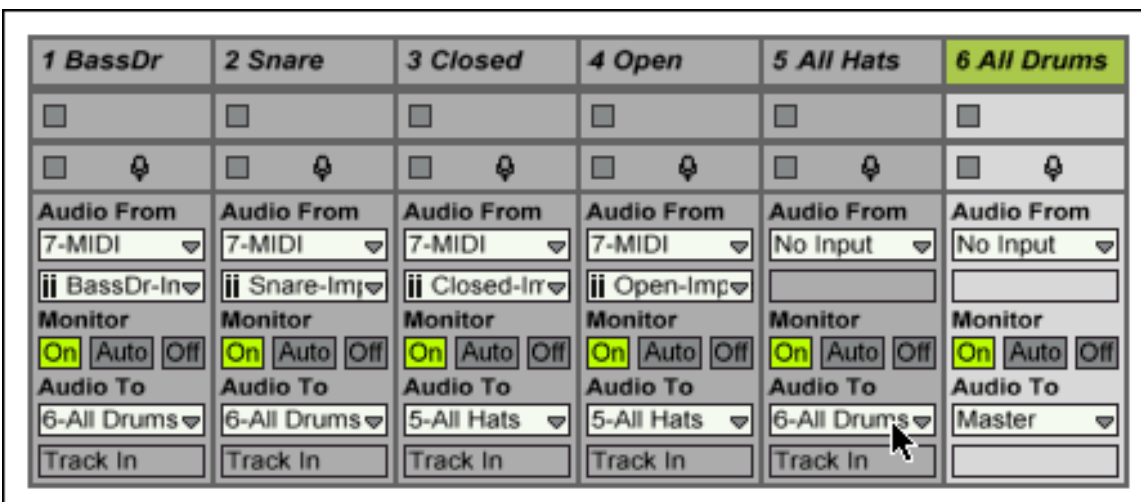 1 BassDr 2 Snare 3 Closed 4 Open 5 All Hats 6 All Drums
Audio From Audio From Audio From Audio From Audio From Audio From
7-MIDI 7-MIDI 7-MIDI 7-MIDI No Input No Input
BassDr-In Snare-Imp Closed-Im Open-Imp
Monitor Monitor Monitor Monitor Monitor Monitor
On Auto Off On Auto Off On Auto Off On Auto Off On Auto Off On Auto Off
Audio To Audio To Audio To Audio To Audio To Audio To
6-All Drums 6-All Drums 5-All Hats 5-All Hats 6-All Drums Master
Track In Track In Track In Track In Track In